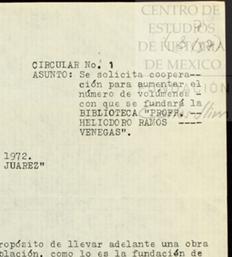 CENTRO DE
ESTUDIOS
DE HISTORIA
DE MEXICO
CIRCULAR No. 1
ASUNTO: Se solicita coopera--
ción para aumentar el
número de volúmenes -
con que se fundará la
BIBLIOTECA "PROFR.
HELIODORO RAMOS ----
VENEGAS".
1972.
JUAREZ"
ropósito de llevar adelante una obra
blación, como lo es la fundación de